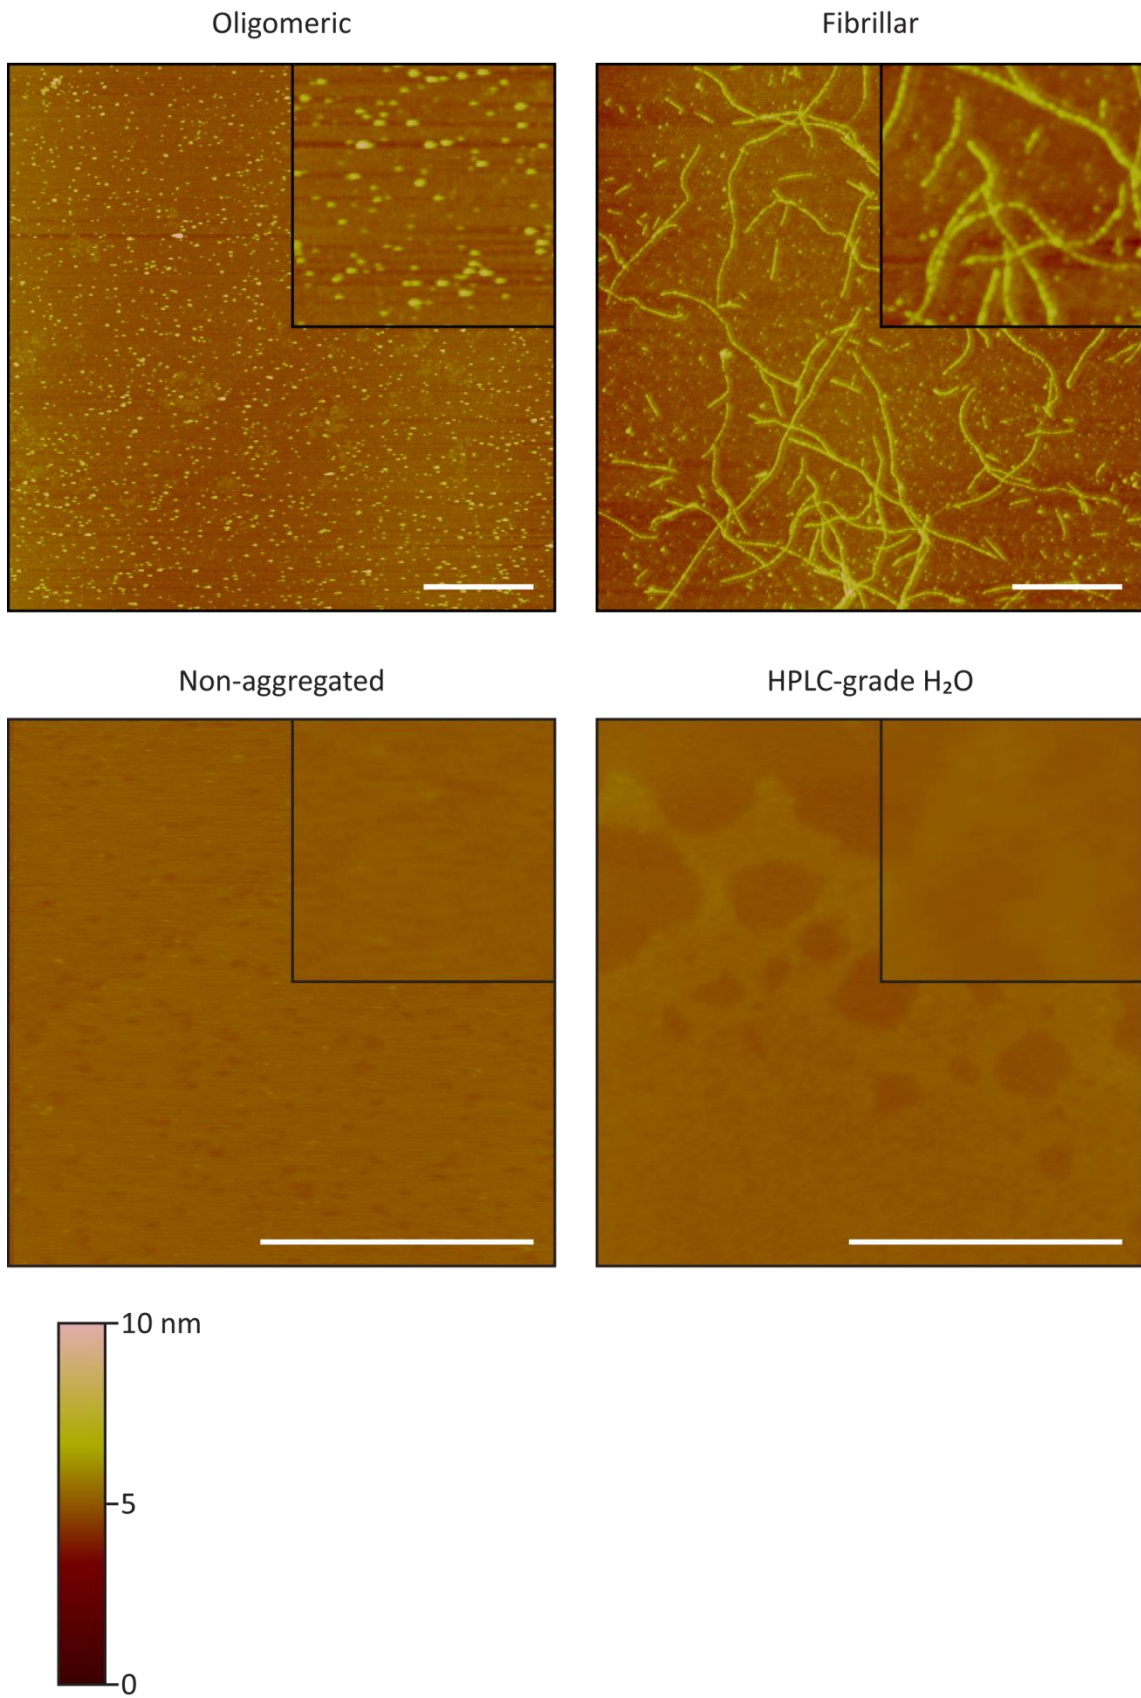 Oligomeric
Fibrillar
Non-aggregated
HPLC-grade H₂O
10 nm
5
0